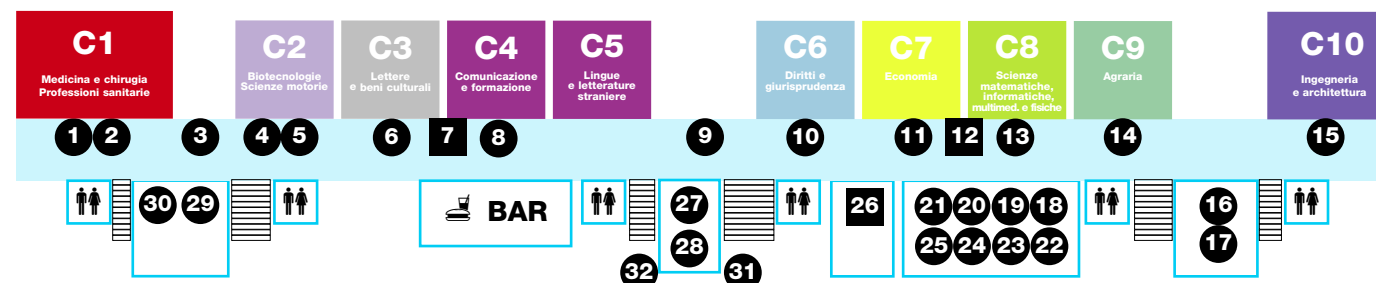 C1
Medicina e chirugia
Professioni sanitarie
C2
Biotecnologie
Scienze motorie
C3
Lettere
e beni culturali
C4
Comunicazione
e formazione
C5
Lingue
e letterature
straniere
C6
Diritti e
giurisprudenza
C7
Economia
C8
Scienze
matematiche,
informatiche,
multimed. e fisiche
C9
Agraria
C10
Ingegneria
e architettura
1 2 3 4 5 6 7 8 9 10 11 12 13 14 15
30 29 BAR 27 26 21 20 19 18 16
28 25 24 23 22 17
32 31